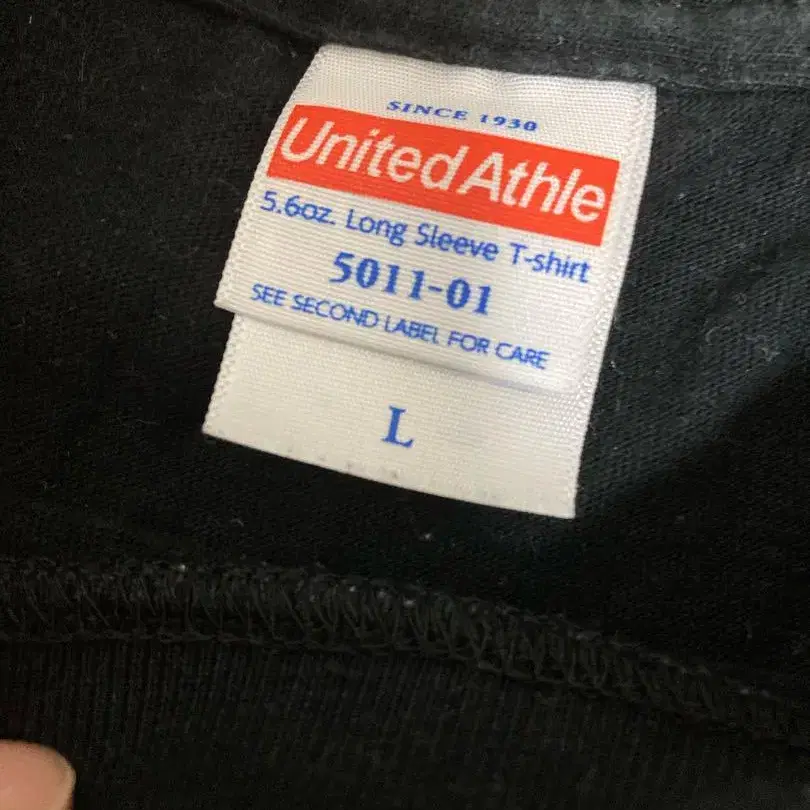 SINCE 1930
United Athle
5.6oz. Long Sleeve T-shirt
5011-01
SEE SECOND LABEL FOR CARE
L